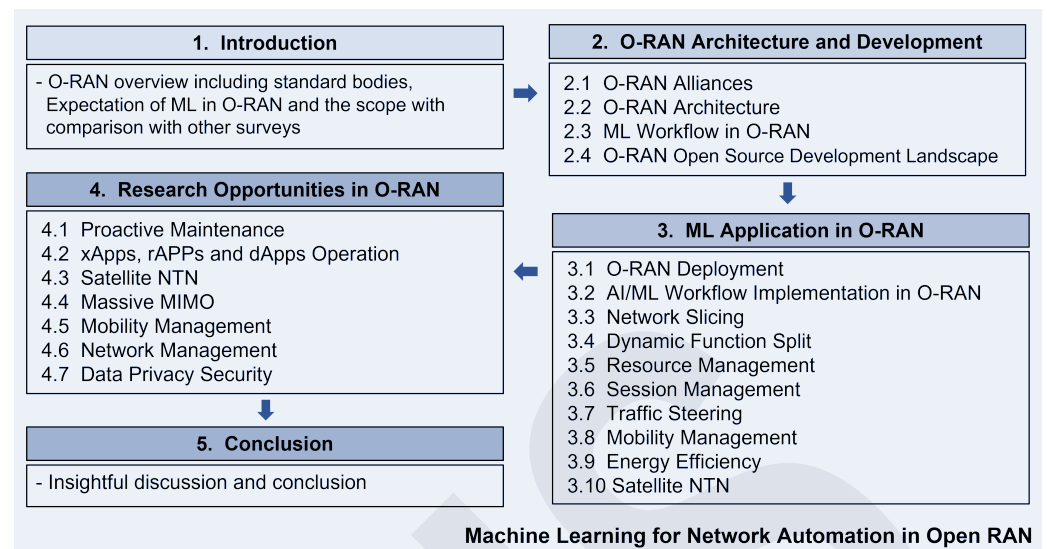 1. Introduction
- O-RAN overview including standard bodies,
Expectation of ML in O-RAN and the scope with
comparison with other surveys
2. O-RAN Architecture and Development
2.1 O-RAN Alliances
2.2 O-RAN Architecture
2.3 ML Workflow in O-RAN
2.4 O-RAN Open Source Development Landscape
3. ML Application in O-RAN
3.1 O-RAN Deployment
3.2 AI/ML Workflow Implementation in O-RAN
3.3 Network Slicing
3.4 Dynamic Function Split
3.5 Resource Management
3.6 Session Management
3.7 Traffic Steering
3.8 Mobility Management
3.9 Energy Efficiency
3.10 Satellite NTN
4. Research Opportunities in O-RAN
4.1 Proactive Maintenance
4.2 xApps, rAPPs and dApps Operation
4.3 Satellite NTN
4.4 Massive MIMO
4.5 Mobility Management
4.6 Network Management
4.7 Data Privacy Security
5. Conclusion
- Insightful discussion and conclusion
Machine Learning for Network Automation in Open RAN